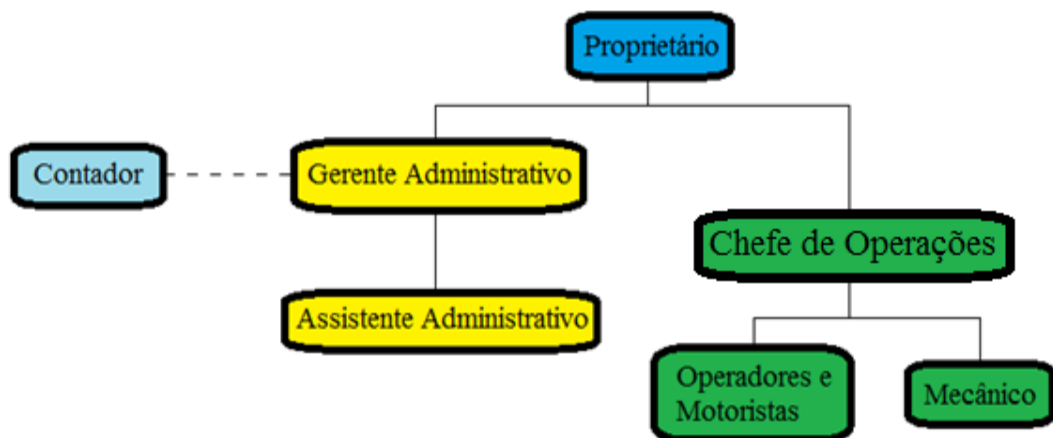 Proprietário
Contador
Gerente Administrativo
Chefe de Operações
Assistente Administrativo
Operadores e
Motoristas
Mecânico